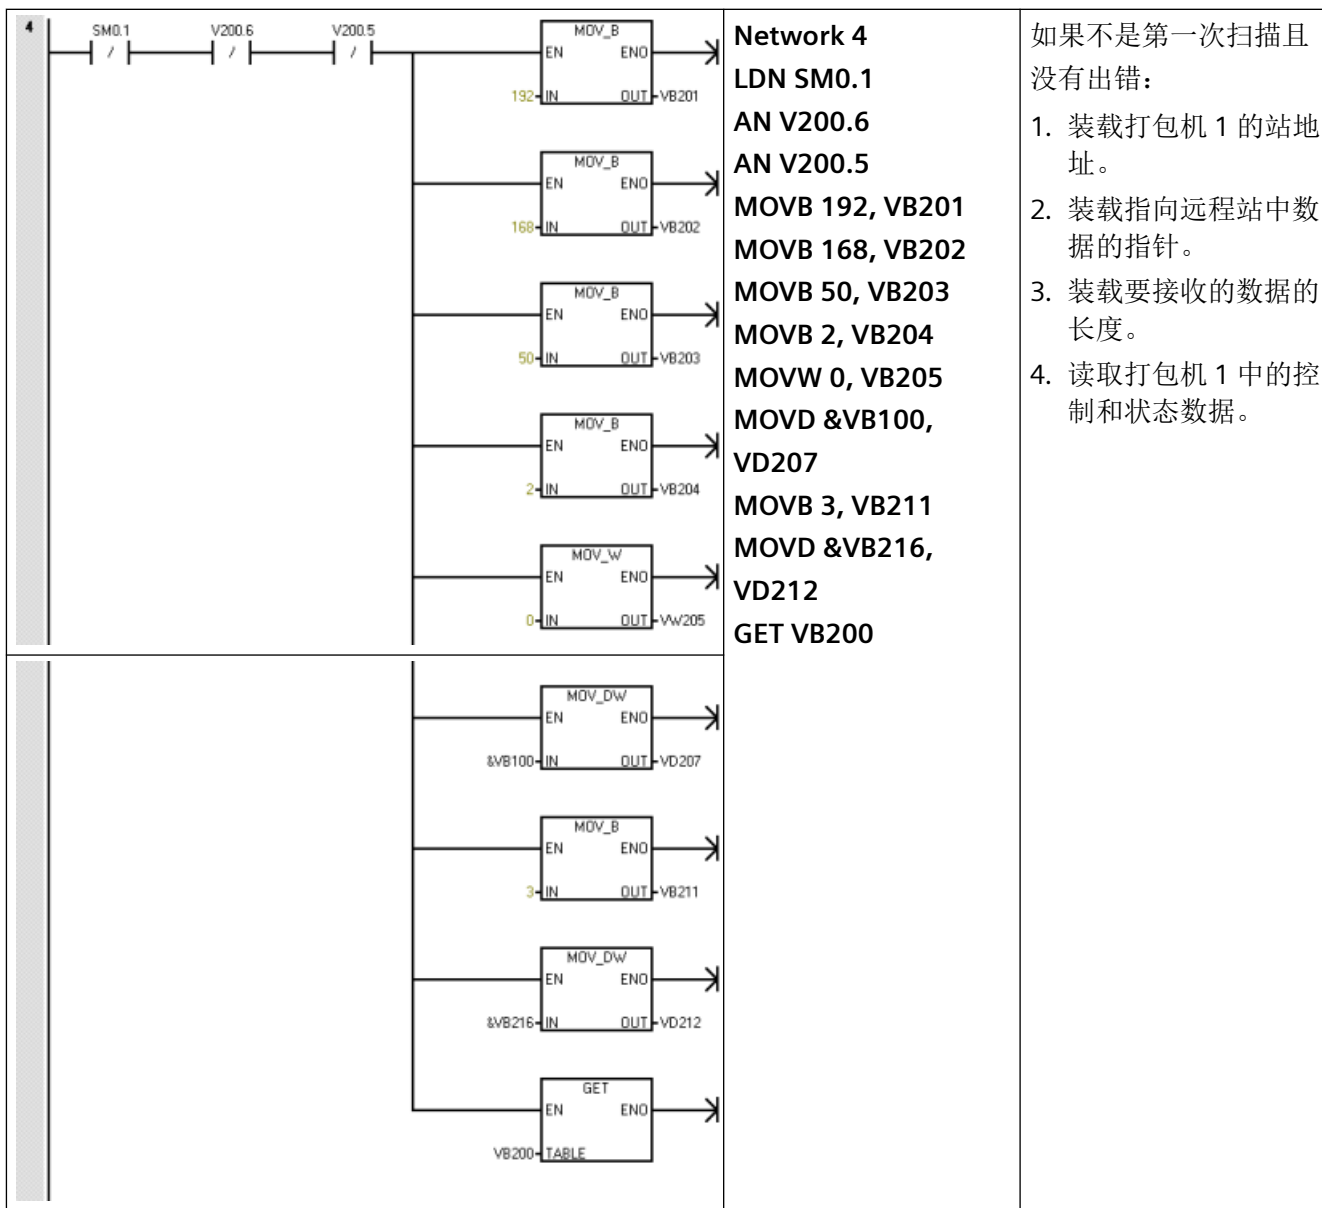 4
SM0.1 V200.6 V200.5
/ / /
MOV_B
EN ENO
192 IN OUT VB201
MOV_B
EN ENO
168 IN OUT VB202
MOV_B
EN ENO
50 IN OUT VB203
MOV_B
EN ENO
2 IN OUT VB204
MOV_W
EN ENO
0 IN OUT VW205
MOV_DW
EN ENO
&VB100 IN OUT VD207
MOV_B
EN ENO
3 IN OUT VB211
MOV_DW
EN ENO
&VB216 IN OUT VD212
GET
EN ENO
VB200 TABLE
Network 4
LDN SM0.1
AN V200.6
AN V200.5
MOVB 192, VB201
MOVB 168, VB202
MOVB 50, VB203
MOVB 2, VB204
MOVW 0, VB205
MOVD &VB100,
VD207
MOVB 3, VB211
MOVD &VB216,
VD212
GET VB200
如果不是第一次扫描且
没有出错：
1. 装载打包机 1 的站地
址。
2. 装载指向远程站中数
据的指针。
3. 装载要接收的数据的
长度。
4. 读取打包机 1 中的控
制和状态数据。